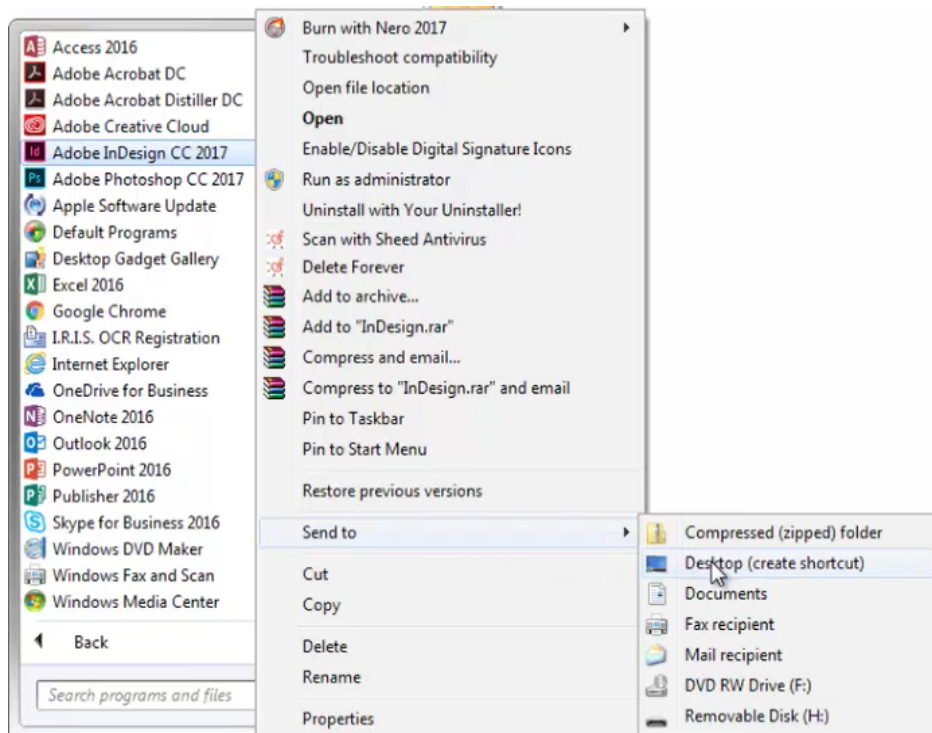 Access 2016
Adobe Acrobat DC
Adobe Acrobat Distiller DC
Adobe Creative Cloud
Adobe InDesign CC 2017
Adobe Photoshop CC 2017
Apple Software Update
Default Programs
Desktop Gadget Gallery
Excel 2016
Google Chrome
I.R.I.S. OCR Registration
Internet Explorer
OneDrive for Business
OneNote 2016
Outlook 2016
PowerPoint 2016
Publisher 2016
Skype for Business 2016
Windows DVD Maker
Windows Fax and Scan
Windows Media Center
Back
Search programs and files
Burn with Nero 2017
Troubleshoot compatibility
Open file location
Open
Enable/Disable Digital Signature Icons
Run as administrator
Uninstall with Your Uninstaller!
Scan with Sheed Antivirus
Delete Forever
Add to archive...
Add to "InDesign.rar"
Compress and email...
Compress to "InDesign.rar" and email
Pin to Taskbar
Pin to Start Menu
Restore previous versions
Send to
Cut
Copy
Delete
Rename
Properties
Compressed (zipped) folder
Desktop (create shortcut)
Documents
Fax recipient
Mail recipient
DVD RW Drive (F:)
Removable Disk (H:)